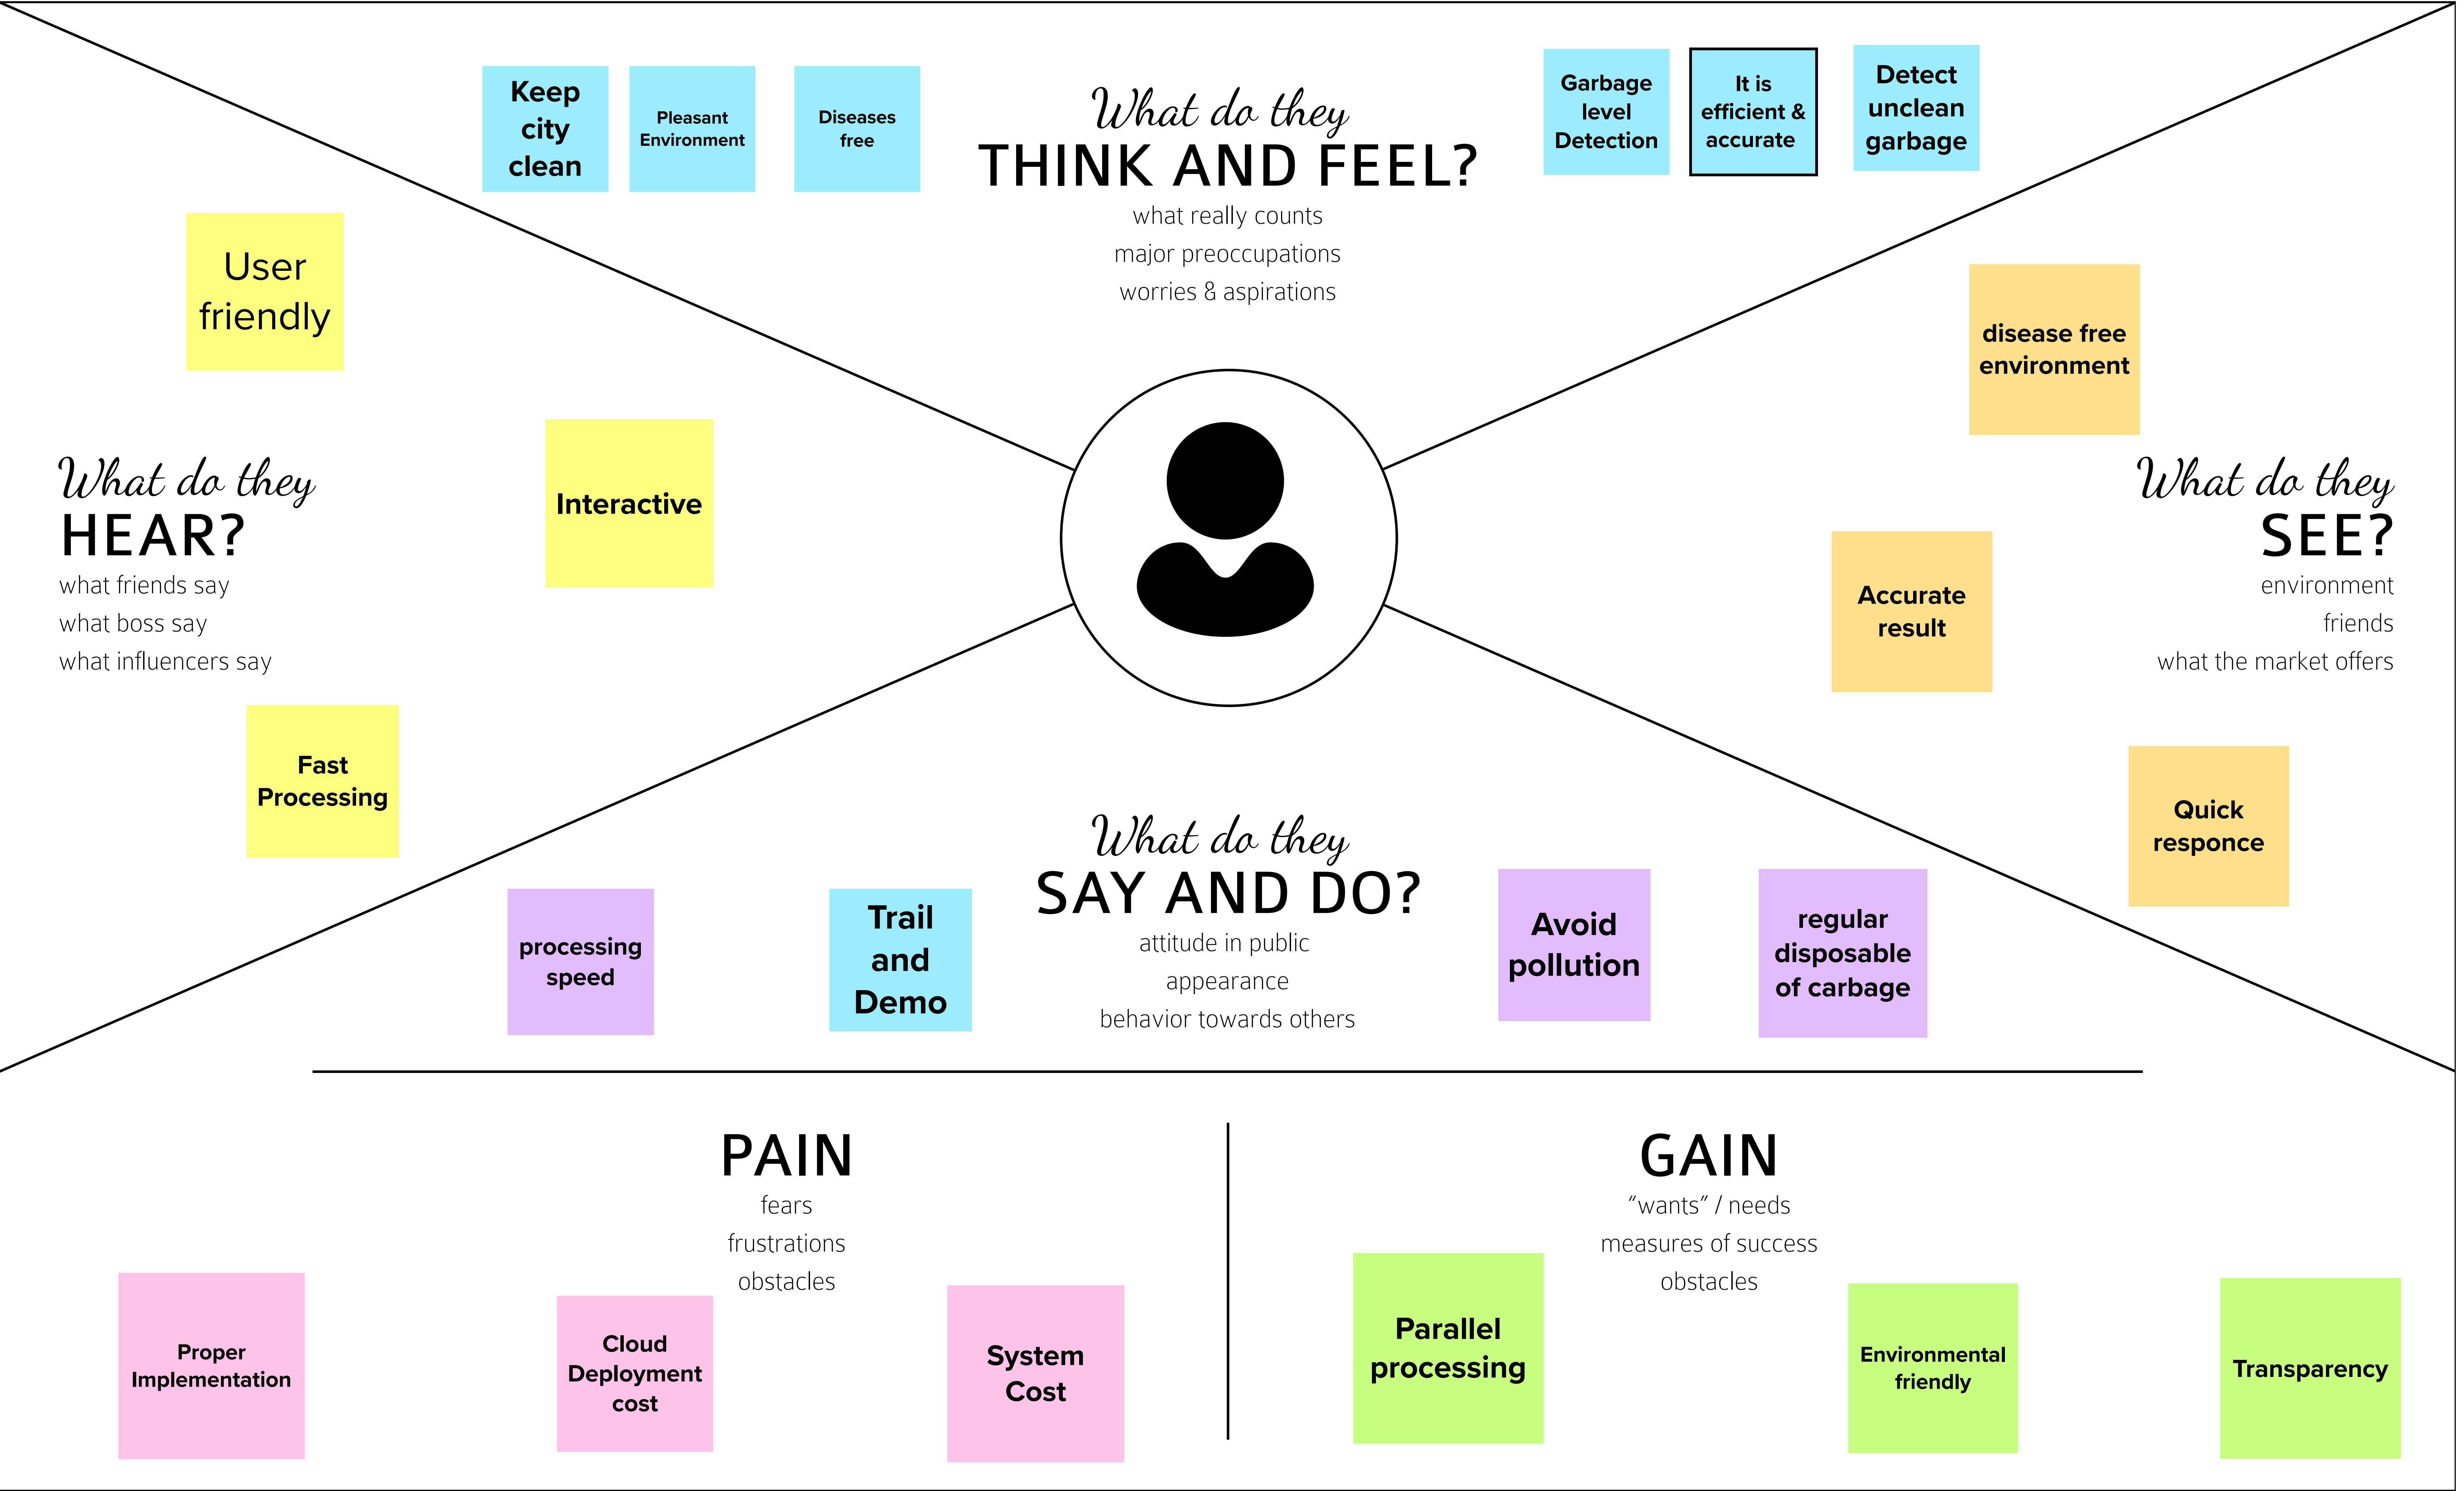 Keep
city
clean
Pleasant
Environment
Diseases
free
What do they
THINK AND FEEL?
what really counts
major preoccupations
worries & aspirations
Garbage
level
Detection
It is
efficient &
accurate
Detect
unclean
garbage
User
friendly
Interactive
What do they
HEAR?
what friends say
what boss say
what influencers say
Fast
Processing
disease free
environment
What do they
SEE?
environment
friends
what the market offers
Accurate
result
Quick
responce
What do they
SAY AND DO?
attitude in public
appearance
behavior towards others
processing
speed
Trail
and
Demo
Avoid
pollution
regular
disposable
of carbage
PAIN
fears
frustrations
obstacles
Proper
Implementation
Cloud
Deployment
cost
System
Cost
GAIN
“wants” / needs
measures of success
obstacles
Parallel
processing
Environmental
friendly
Transparency